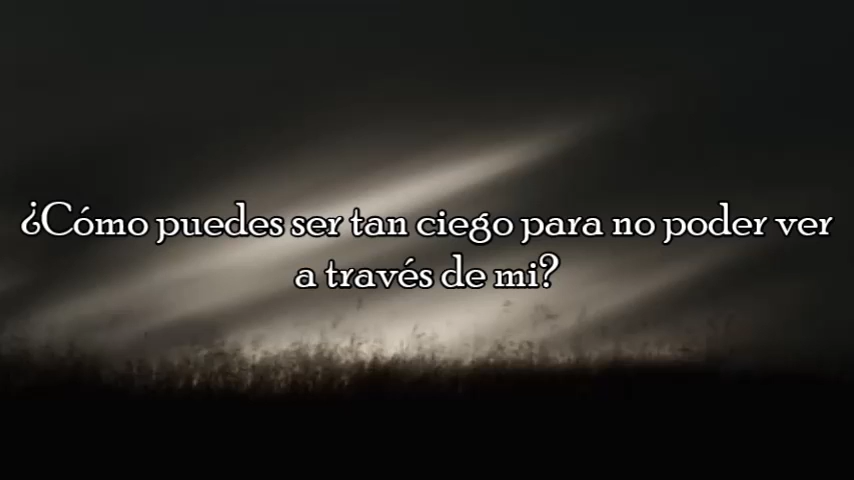 ¿Cómo puedes ser tan ciego para no poder ver
a través de mi?